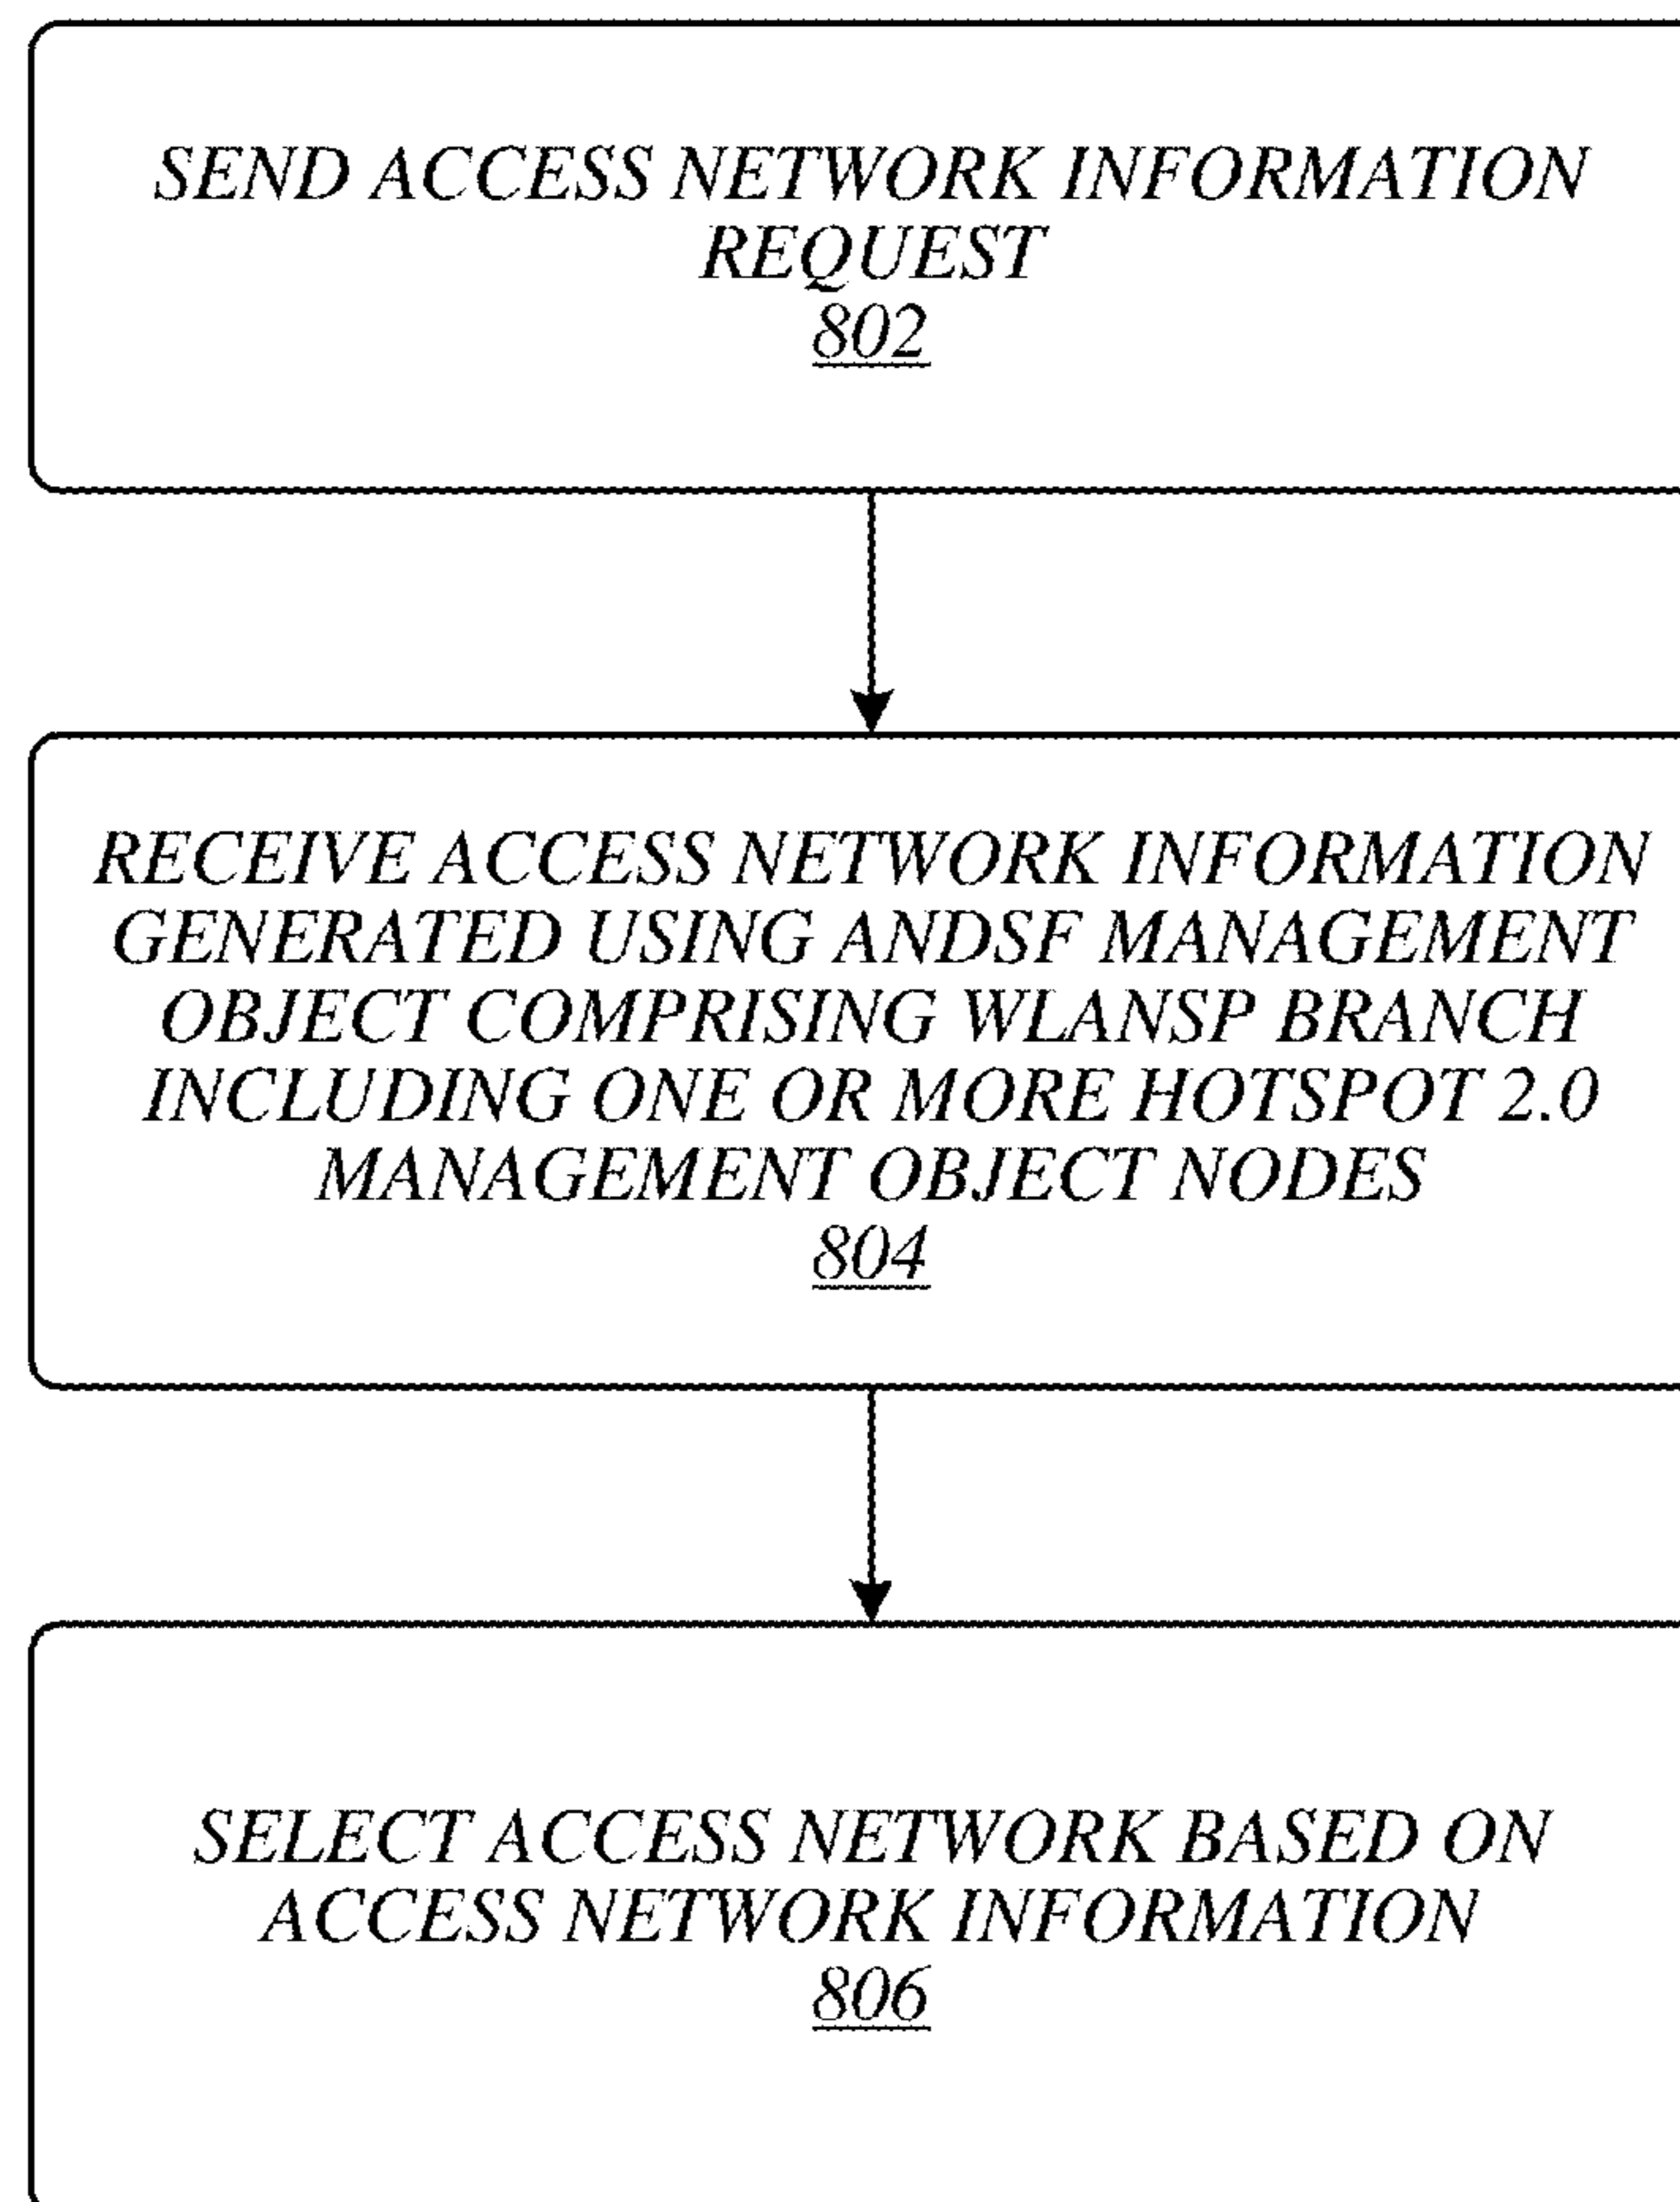 SEND ACCESS NETWORK INFORMATION
REQUEST
802
RECEIVE ACCESS NETWORK INFORMATION
GENERATED USING ANDSF MANAGEMENT
OBJECT COMPRISING WLANSP BRANCH
INCLUDING ONE OR MORE HOTSPOT 2.0
MANAGEMENT OBJECT NODES
804
SELECT ACCESS NETWORK BASED ON
ACCESS NETWORK INFORMATION
806